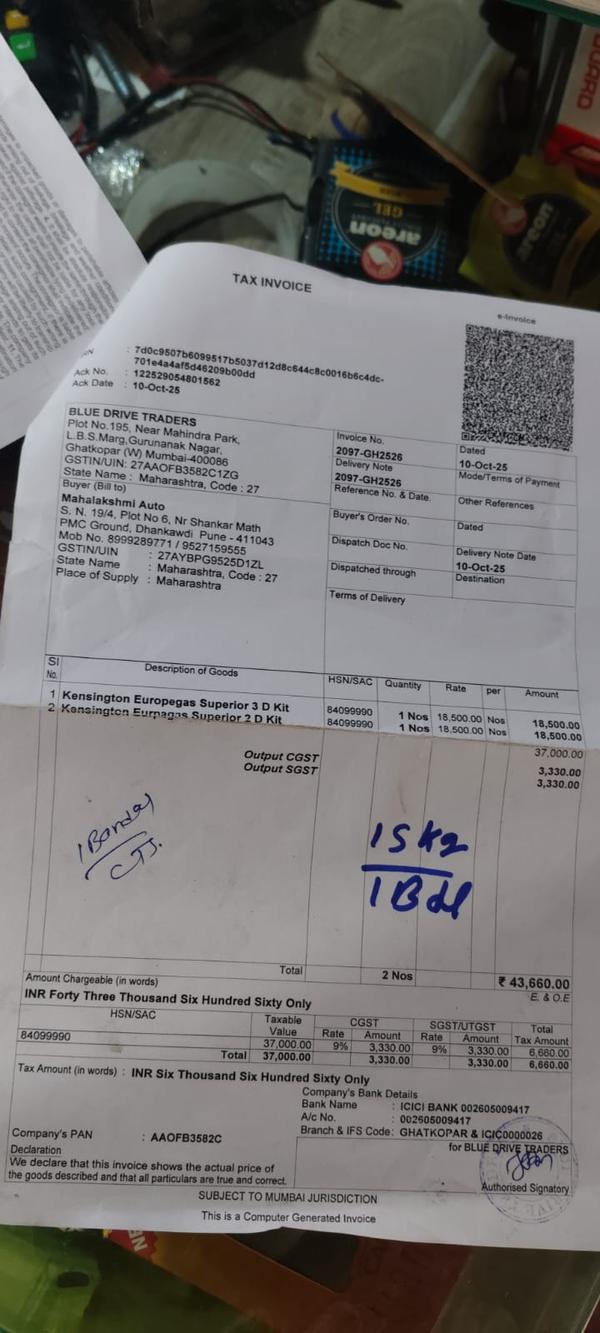 TAX INVOICE
e-Invoice
: 7d0c9507b6099517b5037d12d8c644c8c0016b6c4dc-
701e4a4af5d46209b00dd
Ack No. : 122529054801562
Ack Date : 10-Oct-25
BLUE DRIVE TRADERS
Plot No.195, Near Mahindra Park,
L.B.S.Marg,Gurunanak Nagar,
Ghatkopar (W) Mumbai-400086
GSTIN/UIN: 27AAOFB3582C1ZG
State Name : Maharashtra, Code : 27
Buyer (Bill to)
Mahalakshmi Auto
S. N. 19/4, Plot No 6, Nr Shankar Math
PMC Ground, Dhankawdi Pune - 411043
Mob No. 8999289771 / 9527159555
GSTIN/UIN : 27AYBPG9525D1ZL
State Name : Maharashtra, Code : 27
Place of Supply : Maharashtra
Invoice No. Dated
2097-GH2526 10-Oct-25
Delivery Note Mode/Terms of Payment
2097-GH2526
Reference No. & Date. Other References
Buyer's Order No. Dated
Dispatch Doc No. Delivery Note Date
10-Oct-25
Dispatched through Destination
Terms of Delivery
Sl No. Description of Goods HSN/SAC Quantity Rate per Amount
1 Kensington Europegas Superior 3 D Kit 84099990 1 Nos 18,500.00 Nos 18,500.00
2 Kensington Eurpagas Superior 2 D Kit 84099990 1 Nos 18,500.00 Nos 18,500.00
37,000.00
Output CGST 3,330.00
Output SGST 3,330.00
15 kg
1 Bdl
Total 2 Nos ₹ 43,660.00
Amount Chargeable (in words) E. & O.E
INR Forty Three Thousand Six Hundred Sixty Only
HSN/SAC Taxable Value CGST Rate Amount SGST/UTGST Rate Amount Total Tax Amount
84099990 37,000.00 9% 3,330.00 9% 3,330.00 6,660.00
Total 37,000.00 3,330.00 3,330.00 6,660.00
Tax Amount (in words) : INR Six Thousand Six Hundred Sixty Only
Company's Bank Details
Bank Name : ICICI BANK 002605009417
A/c No. : 002605009417
Branch & IFS Code: GHATKOPAR & ICIC0000026
Company's PAN : AAOFB3582C
Declaration
We declare that this invoice shows the actual price of
the goods described and that all particulars are true and correct.
for BLUE DRIVE TRADERS
Authorised Signatory
SUBJECT TO MUMBAI JURISDICTION
This is a Computer Generated Invoice
areon
GEL
areon